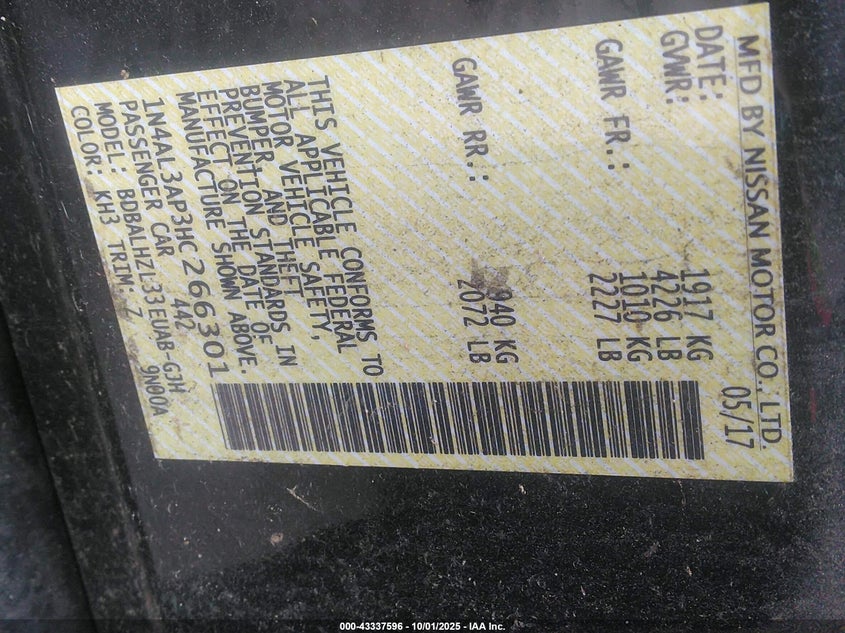 MFD BY NISSAN MOTOR CO., LTD.
DATE: 05/17
GVWR: 1917 KG
4226 LB
GAWR FR.: 1010 KG
2227 LB
GAWR RR.: 940 KG
2072 LB
THIS VEHICLE CONFORMS TO
ALL APPLICABLE FEDERAL
MOTOR VEHICLE SAFETY,
BUMPER AND THEFT
PREVENTION STANDARDS IN
EFFECT ON THE DATE OF
MANUFACTURE SHOWN ABOVE.
1N4AL3AP3HC266301
PASSENGER CAR 442
MODEL: BDBALHZL33EUAB-G3H
COLOR: KH3 TRIM: Z 9N00A
000-43337596 - 10/01/2025 - IAA Inc.